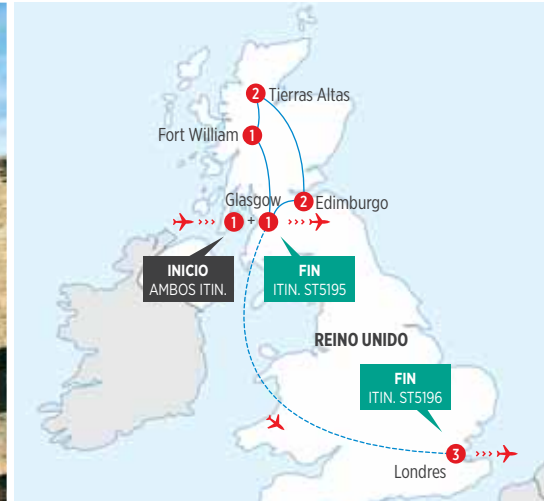 2 Tierras Altas
Fort William 1
Glasgow
2 Edimburgo
1 + 1
INICIO
AMBOS ITIN.
FIN
ITIN. ST5195
REINO UNIDO
FIN
ITIN. ST5196
3
Londres